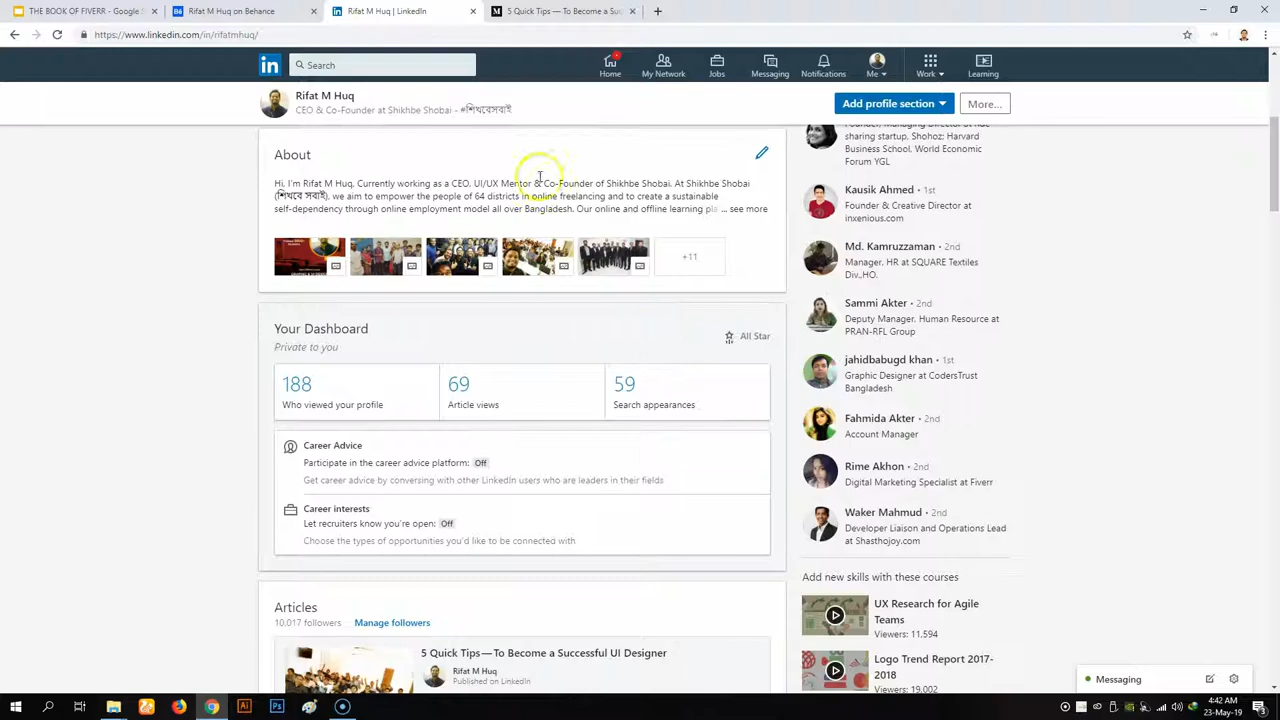 THE BOOK OF FIVERR - Google S
Rifat M Huq on Behance
Rifat M Huq | LinkedIn
5 Quick Tips — To Become a Suc
https://www.linkedin.com/in/rifatmhuq/
in
Search
Home
My Network
Jobs
Messaging
Notifications
Me
Work
Learning
Rifat M Huq
CEO & Co-Founder at Shikhbe Shobai - #শিখবেসবাই
Add profile section
More...
About
Hi, I'm Rifat M Huq, Currently working as a CEO, UI/UX Mentor & Co-Founder of Shikhbe Shobai. At Shikhbe Shobai
(শিখবে সবাই), we aim to empower the people of 64 districts in online freelancing and to create a sustainable
self-dependency through online employment model all over Bangladesh. Our online and offline learning pla ... see more
+11
Your Dashboard
Private to you
All Star
188
Who viewed your profile
69
Article views
59
Search appearances
Career Advice
Participate in the career advice platform: Off
Get career advice by conversing with other LinkedIn users who are leaders in their fields
Career interests
Let recruiters know you're open: Off
Choose the types of opportunities you'd like to be connected with
Articles
10,017 followers
Manage followers
5 Quick Tips — To Become a Successful UI Designer
Rifat M Huq
Published on LinkedIn
Founder, Managing Director at ride
sharing startup, Shohoz; Harvard
Business School, World Economic
Forum YGL
Kausik Ahmed • 1st
Founder & Creative Director at
inxenious.com
Md. Kamruzzaman • 2nd
Manager, HR at SQUARE Textiles
Div.,HO.
Sammi Akter • 2nd
Deputy Manager, Human Resource at
PRAN-RFL Group
jahidbabugd khan • 1st
Graphic Designer at CodersTrust
Bangladesh
Fahmida Akter • 2nd
Account Manager
Rime Akhon • 2nd
Digital Marketing Specialist at Fiverr
Waker Mahmud • 2nd
Developer Liaison and Operations Lead
at Shasthojoy.com
Add new skills with these courses
UX Research for Agile
Teams
Viewers: 11,594
Logo Trend Report 2017-
2018
Viewers: 19,002
Messaging
4:42 AM
23-May-19